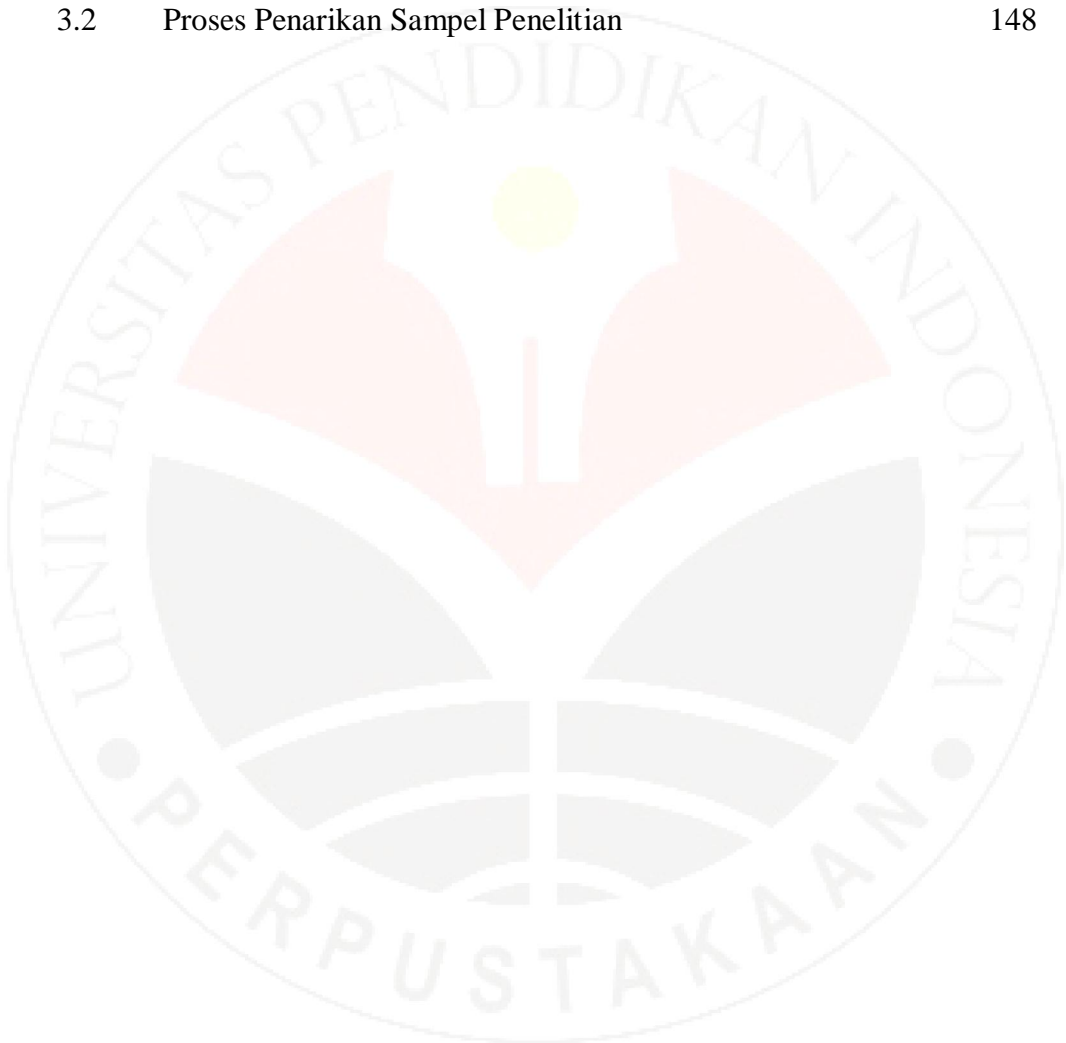 3.2 Proses Penarikan Sampel Penelitian 148
UNIVERSITAS PENDIDIKAN INDONESIA
PERPUSTAKAAN